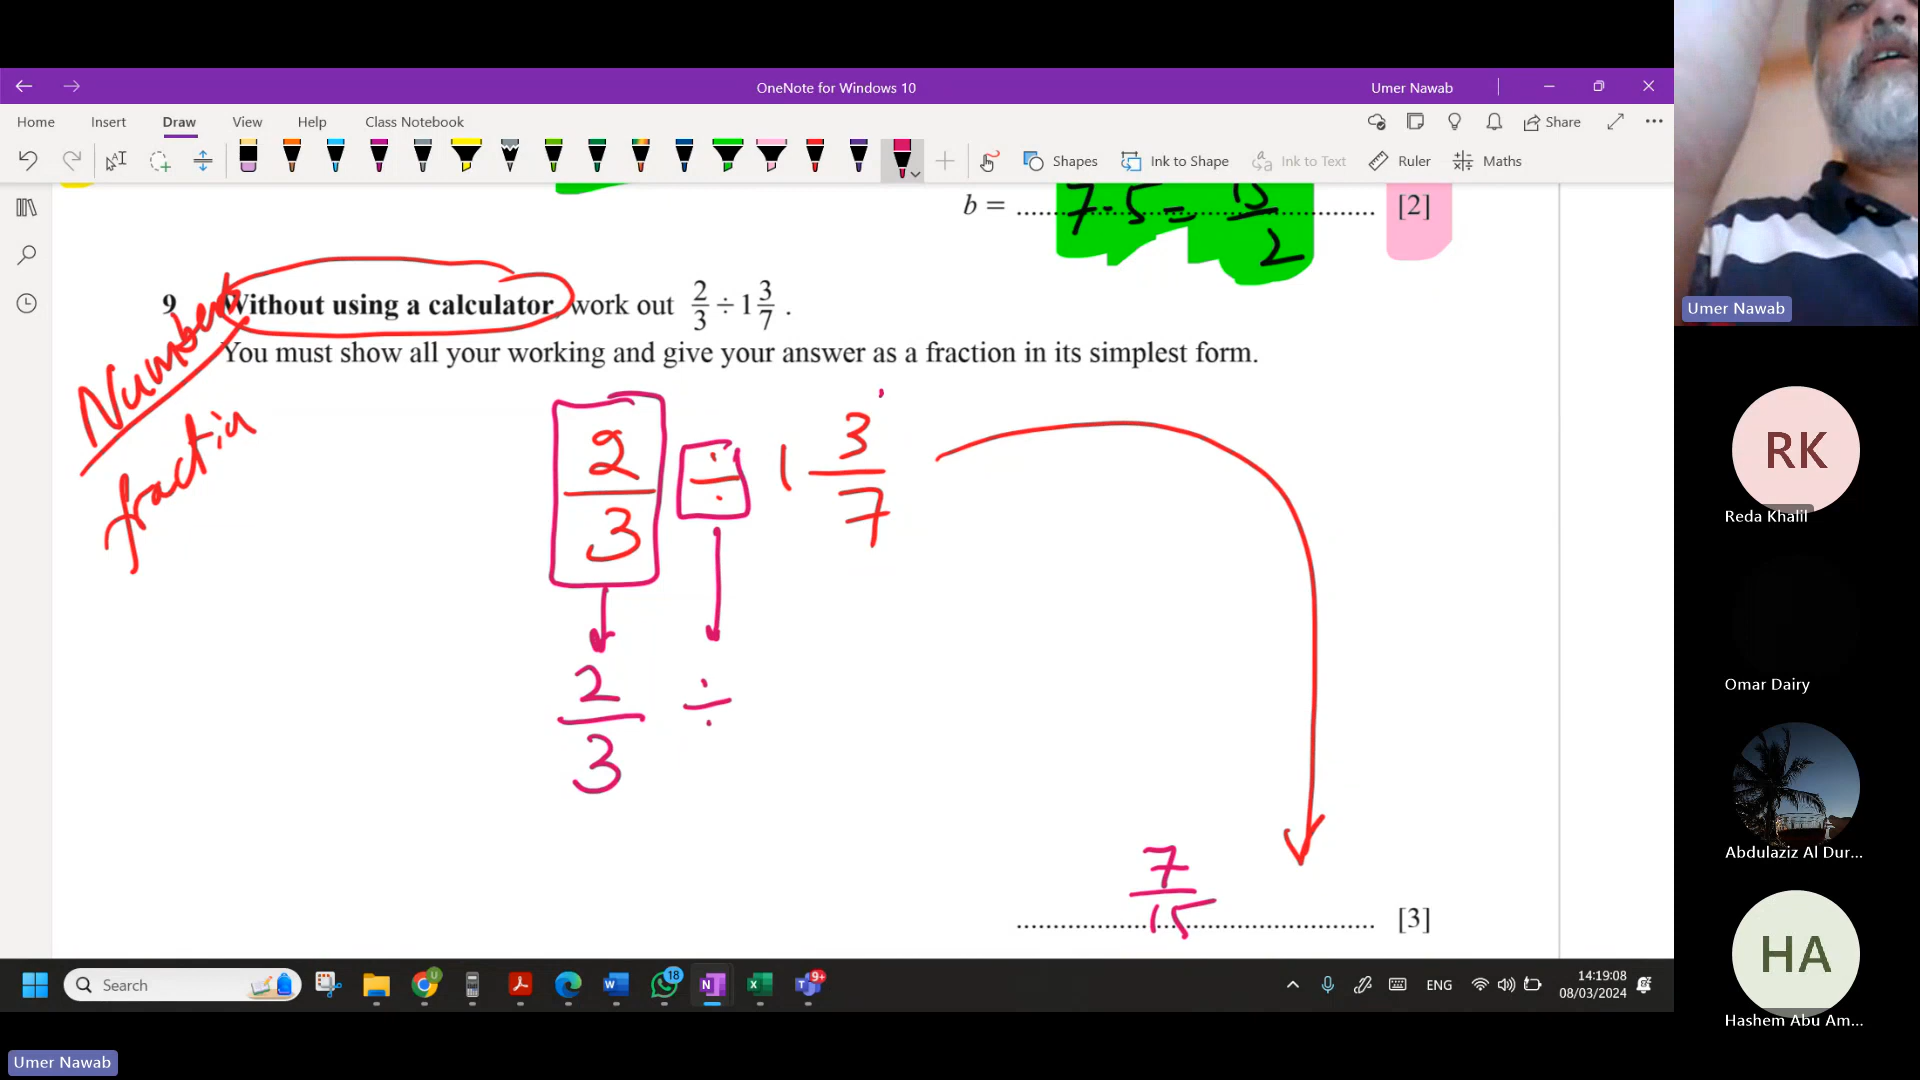 OneNote for Windows 10
Umer Nawab
Home Insert Draw View Help Class Notebook
Share
Shapes Ink to Shape Ink to Text Ruler Maths
b = 7.5 = 15/2 [2]
9 Without using a calculator, work out 2/3 ÷ 1 3/7 .
You must show all your working and give your answer as a fraction in its simplest form.
Number
fraction
2/3 ÷ 1 3/7
2/3 ÷
7/15 [3]
Umer Nawab
RK
Reda Khalil
Omar Dairy
Abdulaziz Al Dur...
HA
Hashem Abu Am...
Search
U
18
9+
ENG
14:19:08
08/03/2024
Umer Nawab